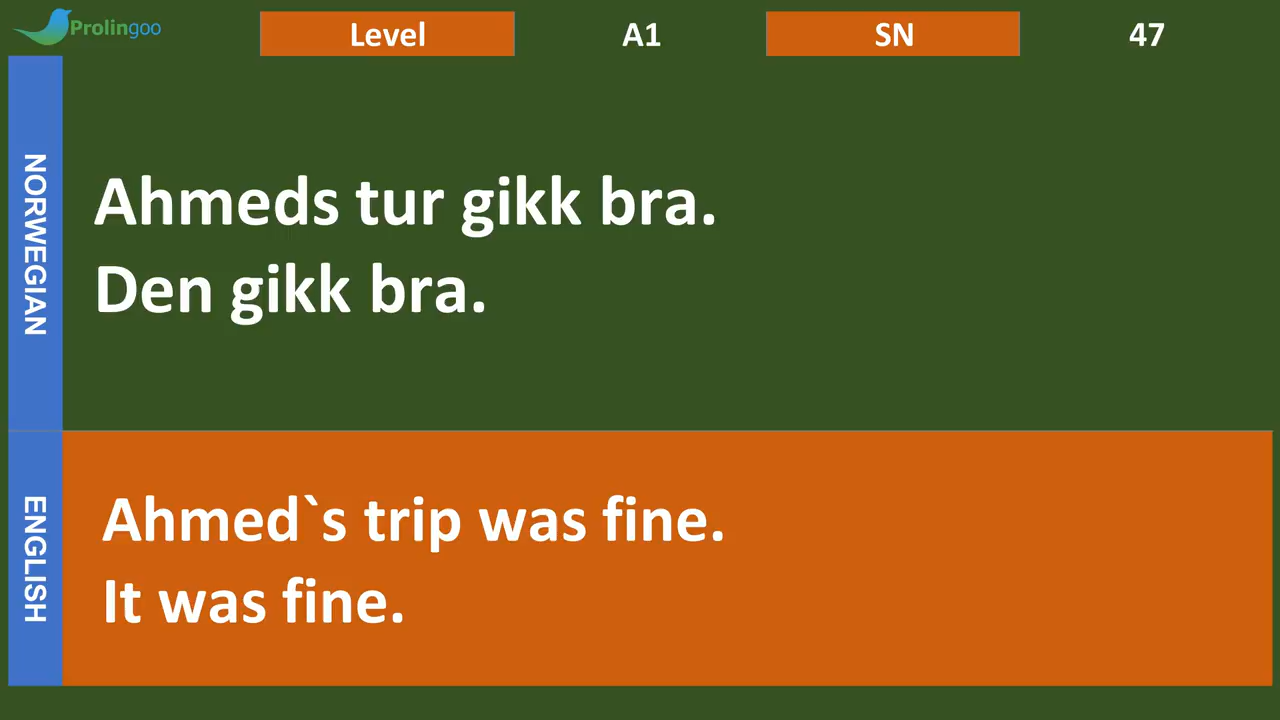 Prolingoo
Level A1 SN 47
NORWEGIAN
Ahmeds tur gikk bra.
Den gikk bra.
ENGLISH
Ahmed`s trip was fine.
It was fine.